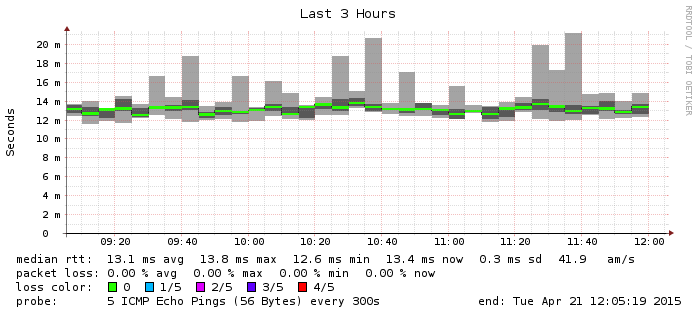 Last 3 Hours
RRDTOOL / TOBI OETIKER
Seconds
20 m
18 m
16 m
14 m
12 m
10 m
8 m
6 m
4 m
2 m
0
09:20 09:40 10:00 10:20 10:40 11:00 11:20 11:40 12:00
median rtt: 13.1 ms avg 13.8 ms max 12.6 ms min 13.4 ms now 0.3 ms sd 41.9 am/s
packet loss: 0.00 % avg 0.00 % max 0.00 % min 0.00 % now
loss color: 0 1/5 2/5 3/5 4/5
probe: 5 ICMP Echo Pings (56 Bytes) every 300s end: Tue Apr 21 12:05:19 2015